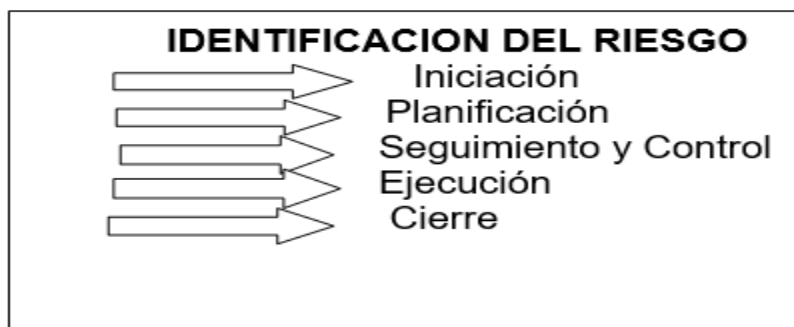 IDENTIFICACION DEL RIESGO
Iniciación
Planificación
Seguimiento y Control
Ejecución
Cierre